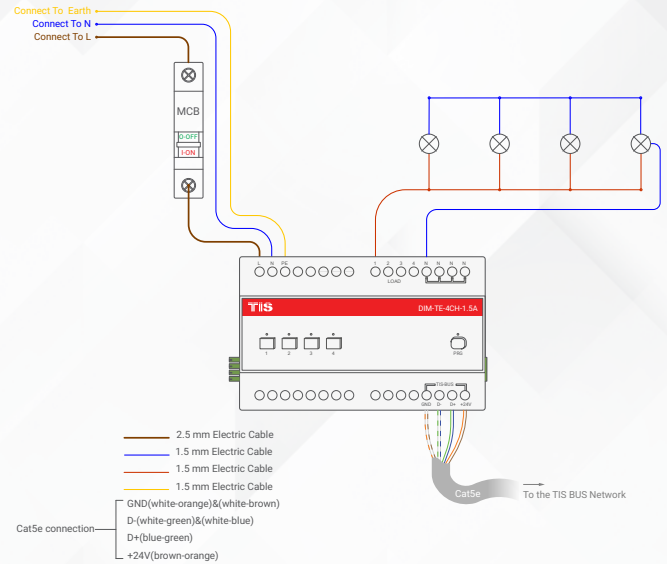 Connect To Earth
Connect To N
Connect To L
MCB
O-OFF
I-ON
L N PE
1 2 3 4 N N N N
LOAD
TIS
DIM-TE-4CH-1.5A
1 2 3 4
PRG
TIS-BUS
GND D- D+ +24V
Cat5e
To the TIS BUS Network
2.5 mm Electric Cable
1.5 mm Electric Cable
1.5 mm Electric Cable
1.5 mm Electric Cable
Cat5e connection
GND(white-orange)&(white-brown)
D-(white-green)&(white-blue)
D+(blue-green)
+24V(brown-orange)